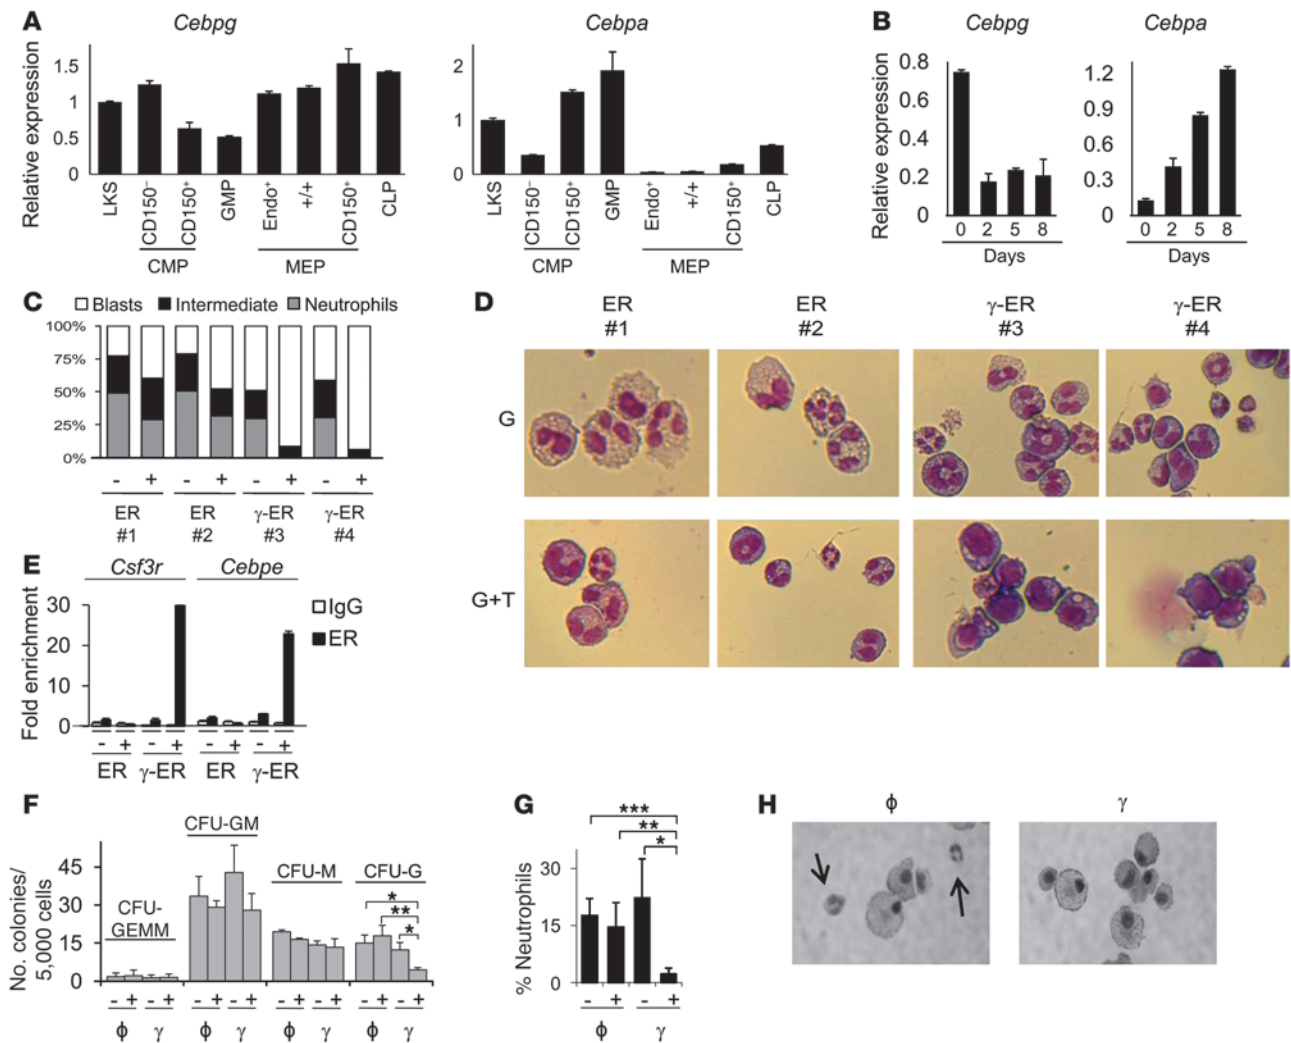 A
Cebpg
Cebpa
Relative expression
1.5
1
0.5
0
LKS
CD150⁻
CD150⁺
GMP
Endo⁺
+/+
CD150⁺
CLP
CMP
MEP
2
1
0
LKS
CD150⁻
CD150⁺
GMP
Endo⁺
+/+
CD150⁺
CLP
CMP
MEP
B
Cebpg
Cebpa
Relative expression
0.8
0.6
0.4
0.2
0
0 2 5 8
Days
1.2
0.9
0.6
0.3
0
0 2 5 8
Days
C
Blasts Intermediate Neutrophils
100%
75%
50%
25%
0%
- + - + - + - +
ER ER γ-ER γ-ER
#1 #2 #3 #4
D
ER ER γ-ER γ-ER
#1 #2 #3 #4
G
G+T
E
Csf3r Cebpe
Fold enrichment
30
20
10
0
IgG
ER
- + - + - + - +
ER γ-ER ER γ-ER
F
No. colonies/
5,000 cells
45
30
15
0
CFU-
GEMM
CFU-GM
CFU-M
CFU-G
*
**
*
- + - + - + - + - + - + - + - +
ϕ γ ϕ γ ϕ γ ϕ γ
G
% Neutrophils
30
15
0
***
**
*
- + - +
ϕ γ
H
ϕ γ